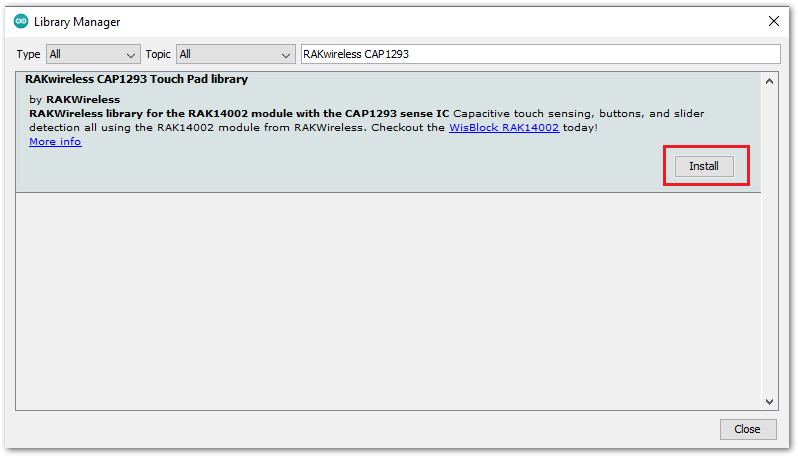 Library Manager
Type All Topic All RAKwireless CAP1293
RAKwireless CAP1293 Touch Pad library
by RAKWireless
RAKWireless library for the RAK14002 module with the CAP1293 sense IC Capacitive touch sensing, buttons, and slider
detection all using the RAK14002 module from RAKWireless. Checkout the WisBlock RAK14002 today!
More info
Install
Close